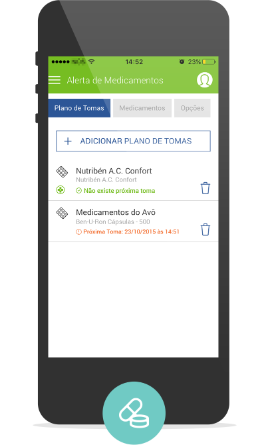 NOS 14:52 23%
Alerta de Medicamentos
Plano de Tomas Medicamentos Opções
+ ADICIONAR PLANO DE TOMAS
Nutribén A.C. Confort
Nutribén A.C. Confort
Não existe próxima toma
Medicamentos do Avô
Ben-U-Ron Cápsulas - 500
Próxima Toma: 23/10/2015 às 14:51